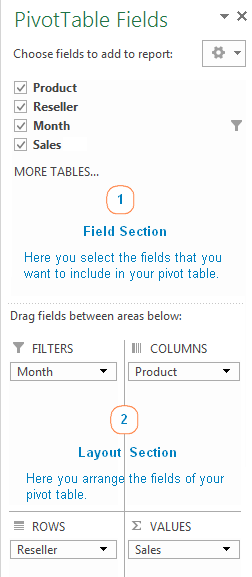 PivotTable Fields
Choose fields to add to report:
Product
Reseller
Month
Sales
MORE TABLES...
1
Field Section
Here you select the fields that you
want to include in your pivot table.
Drag fields between areas below:
FILTERS
COLUMNS
Month
Product
2
Layout Section
Here you arrange the fields of your
pivot table.
ROWS
Σ VALUES
Reseller
Sales